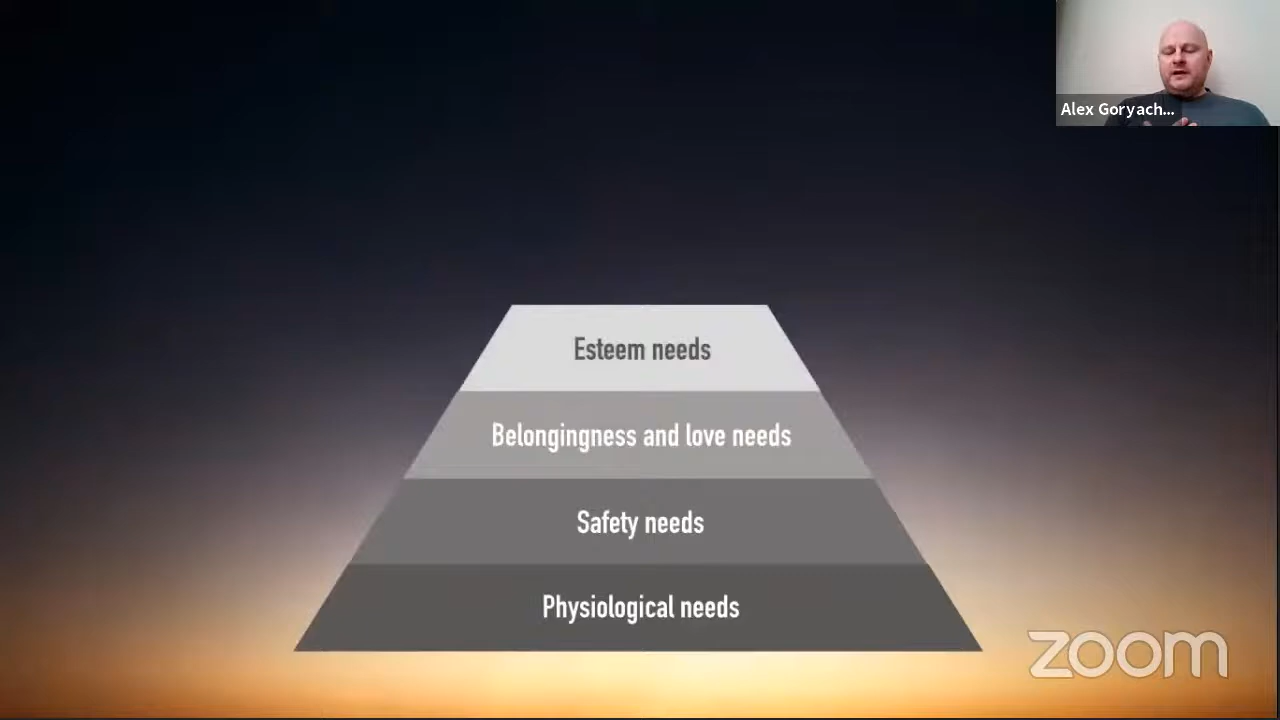 Alex Goryach...
Esteem needs
Belongingness and love needs
Safety needs
Physiological needs
zoom